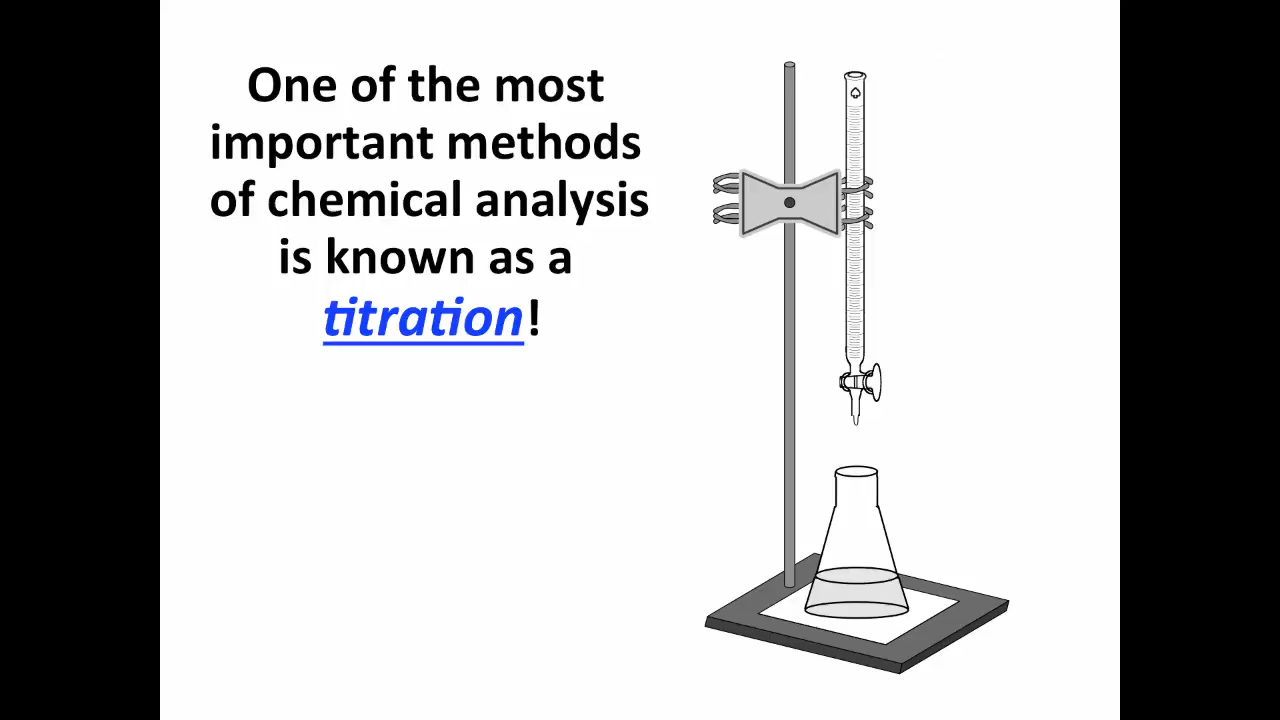 One of the most
important methods
of chemical analysis
is known as a
titration!